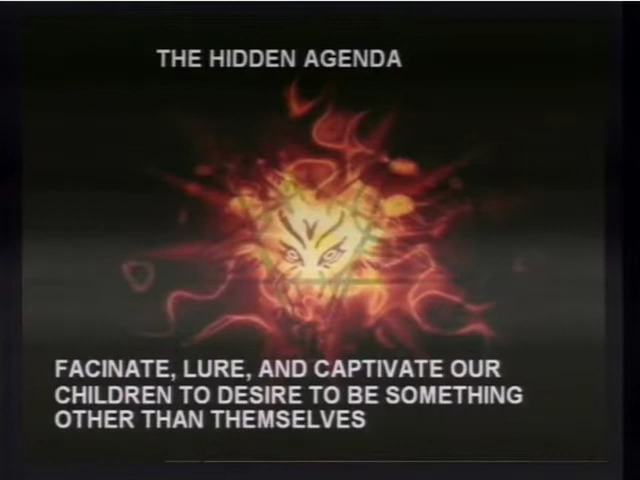 THE HIDDEN AGENDA
FACINATE, LURE, AND CAPTIVATE OUR
CHILDREN TO DESIRE TO BE SOMETHING
OTHER THAN THEMSELVES